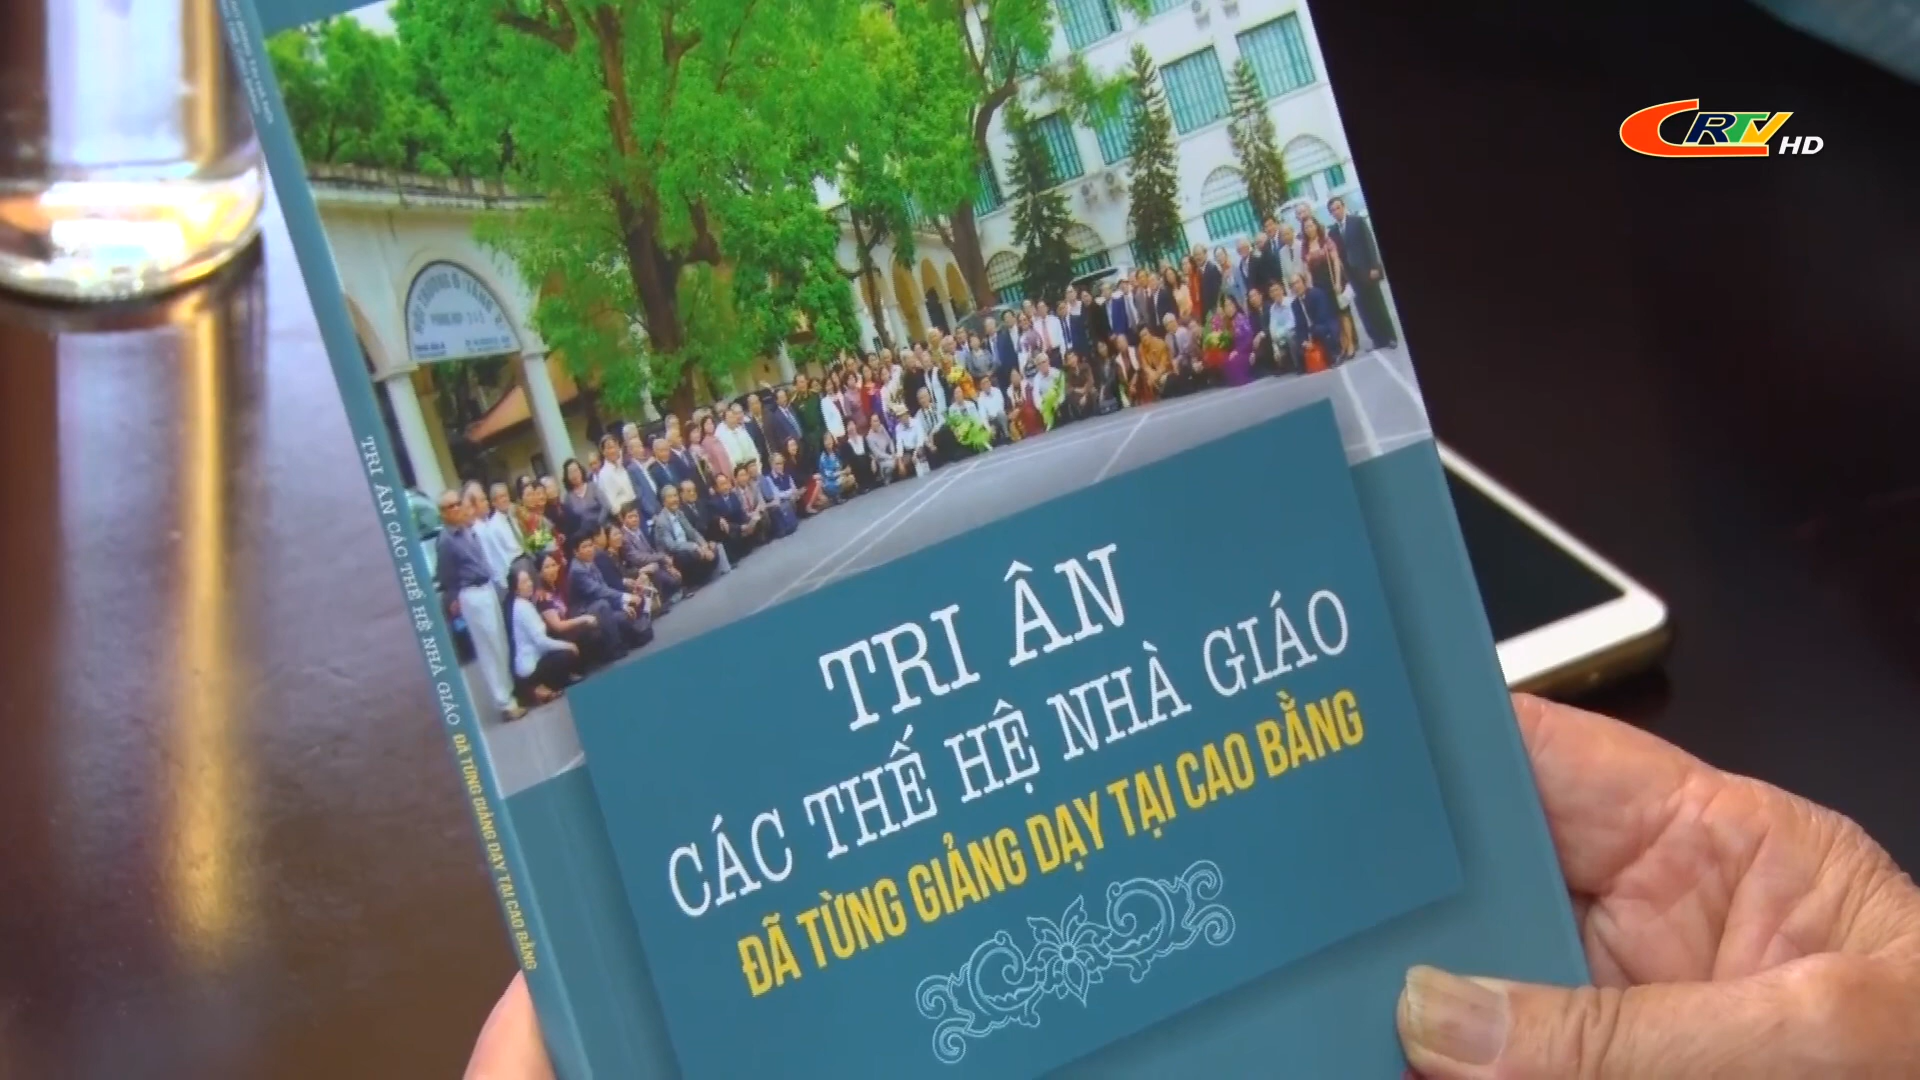 CRTV HD
TRI ÂN
CÁC THẾ HỆ NHÀ GIÁO
ĐÃ TỪNG GIẢNG DẠY TẠI CAO BẰNG
TRI ÂN CÁC THẾ HỆ NHÀ GIÁO ĐÃ TỪNG GIẢNG DẠY TẠI CAO BẰNG